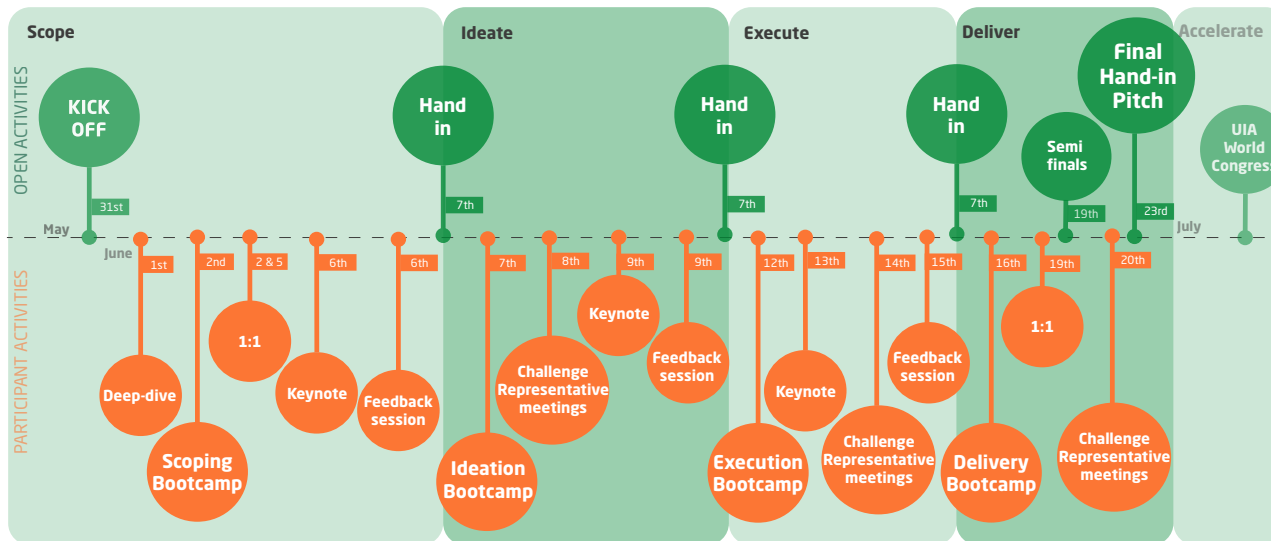 Scope
Ideate
Execute
Deliver
Accelerate
OPEN ACTIVITIES
KICK
OFF
Hand
in
Hand
in
Hand
in
Semi
finals
Final
Hand-in
Pitch
UIA
World
Congress
31st
7th
7th
7th
19th
23rd
May
June
July
PARTICIPANT ACTIVITIES
1st
2nd
2 & 5
6th
6th
7th
8th
9th
9th
12th
13th
14th
15th
16th
19th
20th
Deep-dive
Scoping
Bootcamp
1:1
Keynote
Feedback
session
Ideation
Bootcamp
Challenge
Representative
meetings
Keynote
Feedback
session
Execution
Bootcamp
Keynote
Challenge
Representative
meetings
Feedback
session
Delivery
Bootcamp
1:1
Challenge
Representative
meetings